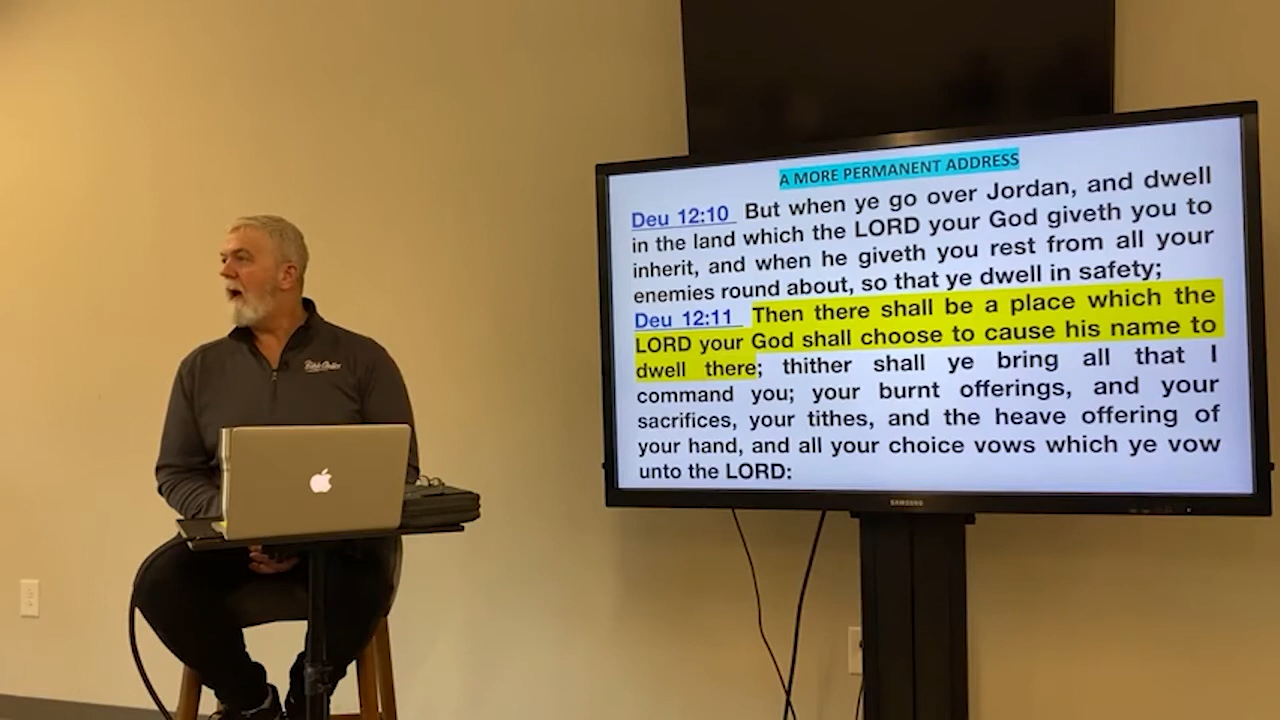 A MORE PERMANENT ADDRESS
Deu 12:10 But when ye go over Jordan, and dwell
in the land which the LORD your God giveth you to
inherit, and when he giveth you rest from all your
enemies round about, so that ye dwell in safety;
Deu 12:11 Then there shall be a place which the
LORD your God shall choose to cause his name to
dwell there; thither shall ye bring all that I
command you; your burnt offerings, and your
sacrifices, your tithes, and the heave offering of
your hand, and all your choice vows which ye vow
unto the LORD:
SAMSUNG